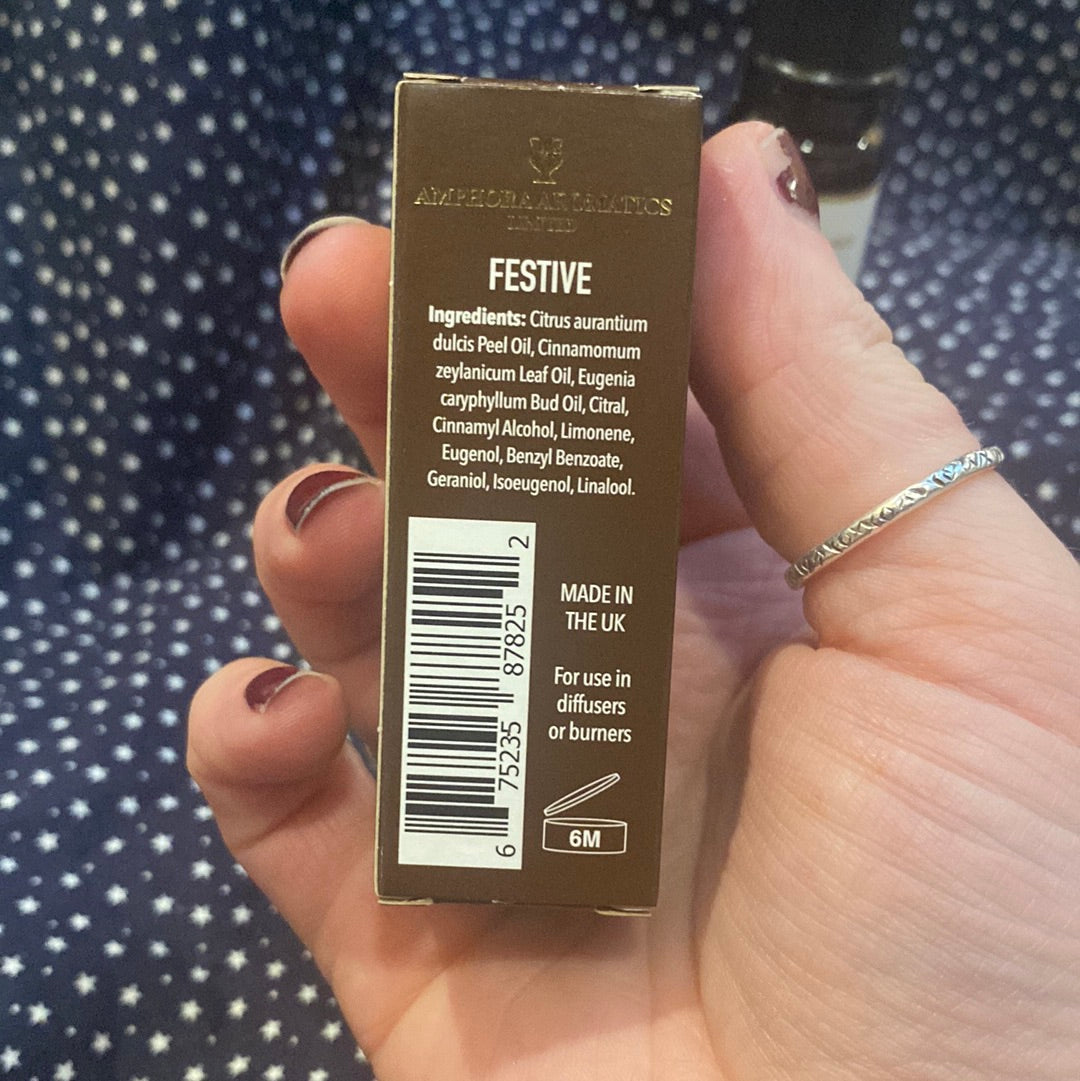 AMPHORA AROMATICS
LIMITED
FESTIVE
Ingredients: Citrus aurantium
dulcis Peel Oil, Cinnamomum
zeylanicum Leaf Oil, Eugenia
caryphyllum Bud Oil, Citral,
Cinnamyl Alcohol, Limonene,
Eugenol, Benzyl Benzoate,
Geraniol, Isoeugenol, Linalool.
6 75235 87825 2
MADE IN
THE UK
For use in
diffusers
or burners
6M